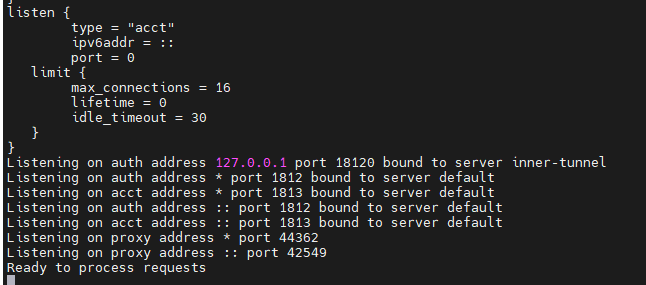 }
listen {
type = "acct"
ipv6addr = ::
port = 0
limit {
max_connections = 16
lifetime = 0
idle_timeout = 30
}
}
Listening on auth address 127.0.0.1 port 18120 bound to server inner-tunnel
Listening on auth address * port 1812 bound to server default
Listening on acct address * port 1813 bound to server default
Listening on auth address :: port 1812 bound to server default
Listening on acct address :: port 1813 bound to server default
Listening on proxy address * port 44362
Listening on proxy address :: port 42549
Ready to process requests